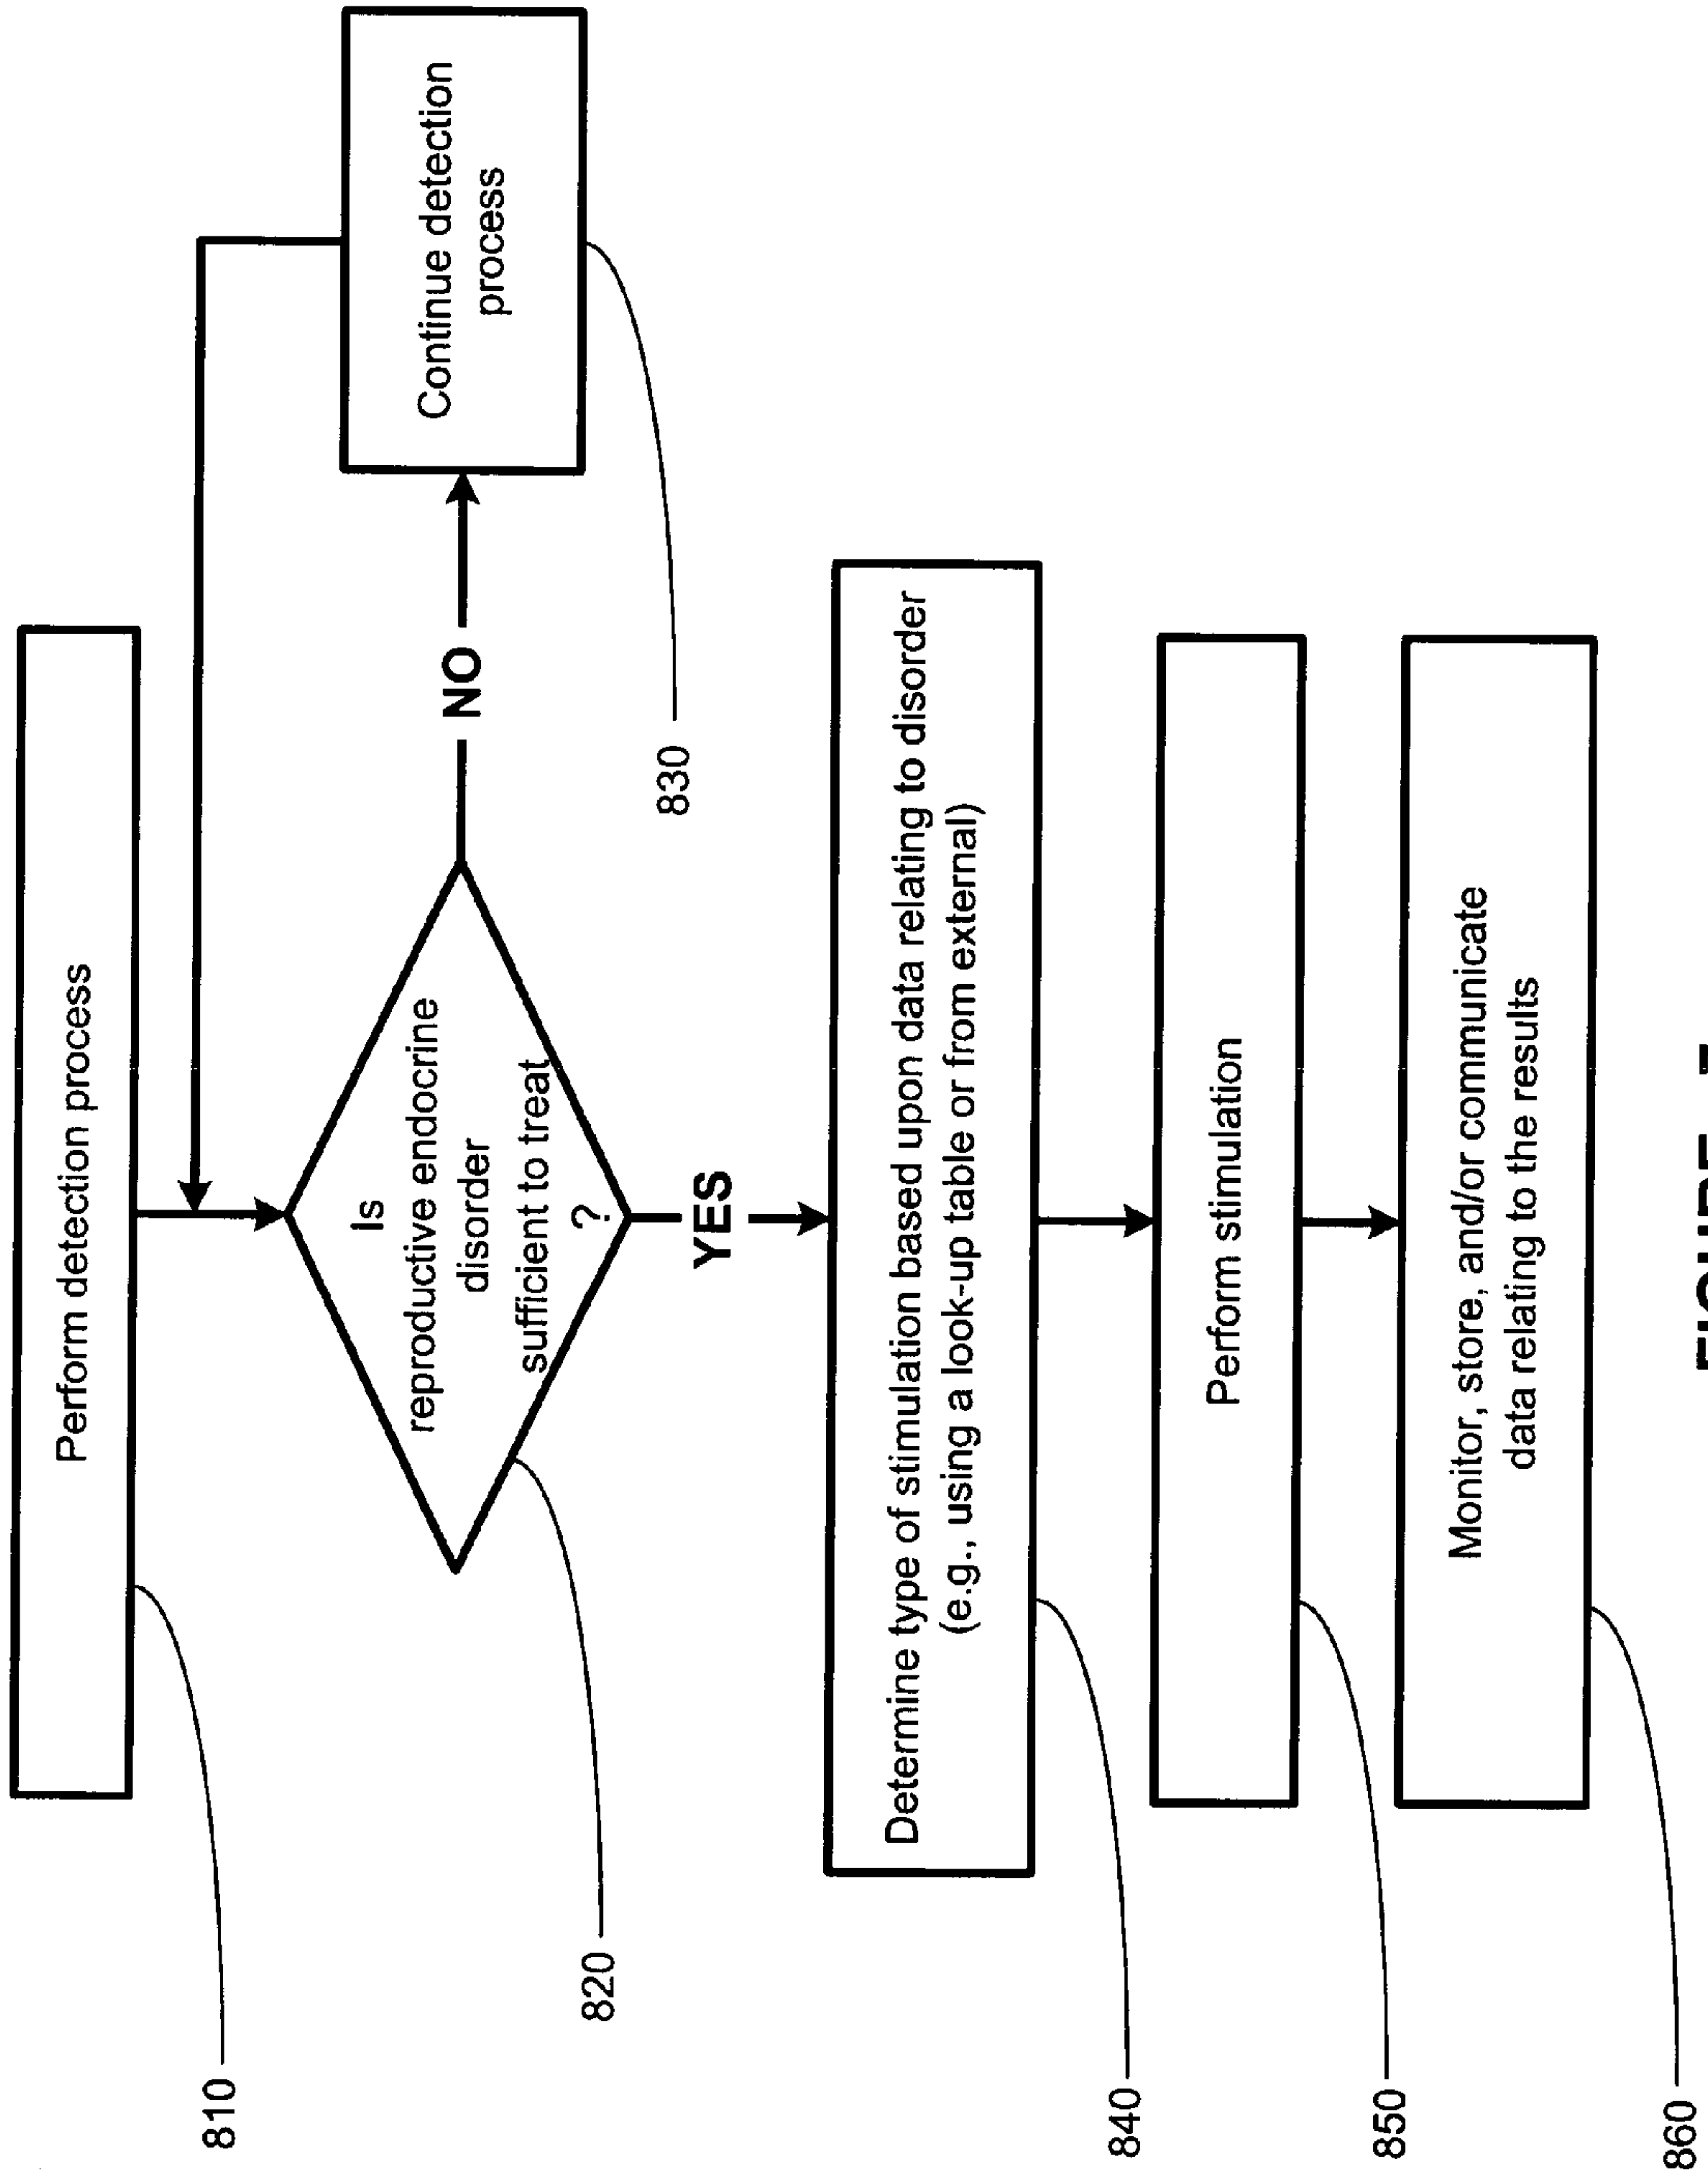 Perform detection process
810
Is
reproductive endocrine
disorder
sufficient to treat
?
820
NO
Continue detection
process
830
YES
Determine type of stimulation based upon data relating to disorder
(e.g., using a look-up table or from external)
840
Perform stimulation
850
Monitor, store, and/or communicate
data relating to the results
860